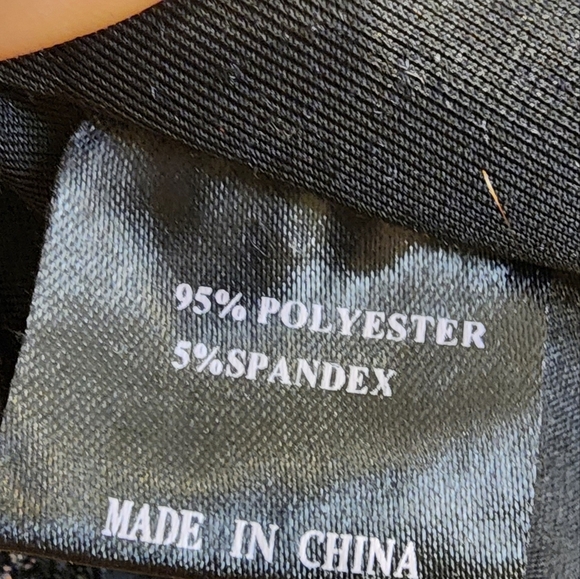 95% POLYESTER
5%SPANDEX
MADE IN CHINA